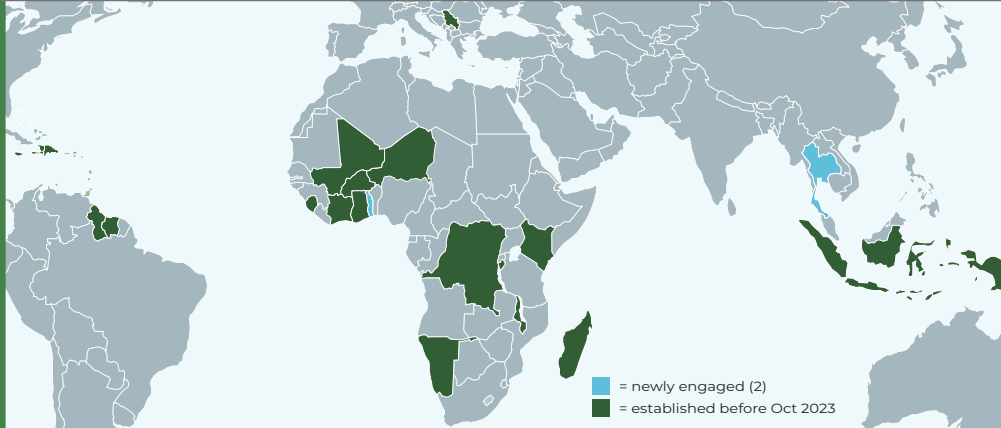 = newly engaged (2)
= established before Oct 2023